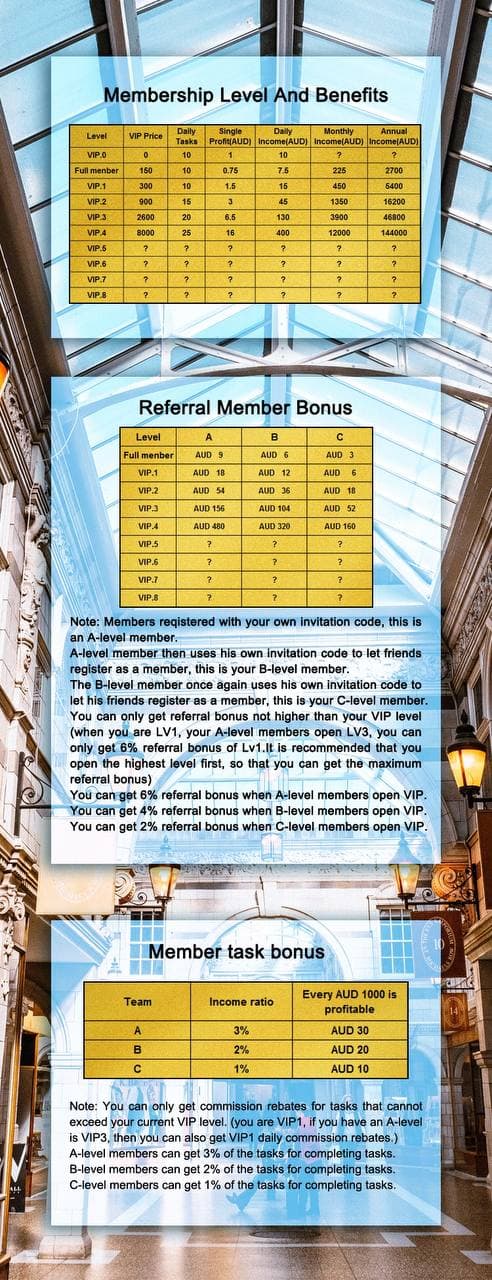 Membership Level And Benefits
Level VIP Price Daily Tasks Single Profit(AUD) Daily Income(AUD) Monthly Income(AUD) Annual Income(AUD)
VIP.0 0 10 1 10 ? ?
Full menber 150 10 0.75 7.5 225 2700
VIP.1 300 10 1.5 15 450 5400
VIP.2 900 15 3 45 1350 16200
VIP.3 2600 20 6.5 130 3900 46800
VIP.4 8000 25 16 400 12000 144000
VIP.5 ? ? ? ? ? ?
VIP.6 ? ? ? ? ? ?
VIP.7 ? ? ? ? ? ?
VIP.8 ? ? ? ? ? ?
Referral Member Bonus
Level A B C
Full menber AUD 9 AUD 6 AUD 3
VIP.1 AUD 18 AUD 12 AUD 6
VIP.2 AUD 54 AUD 36 AUD 18
VIP.3 AUD 156 AUD 104 AUD 52
VIP.4 AUD 480 AUD 320 AUD 160
VIP.5 ? ? ?
VIP.6 ? ? ?
VIP.7 ? ? ?
VIP.8 ? ? ?
Note: Members reqistered with your own invitation code, this is
an A-level member.
A-level member then uses his own invitation code to let friends
register as a member, this is your B-level member.
The B-level member once again uses his own invitation code to
let his friends register as a member, this is your C-level member.
You can only get referral bonus not higher than your VIP level
(when you are LV1, your A-level members open LV3, you can
only get 6% referral bonus of Lv1.It is recommended that you
open the highest level first, so that you can get the maximum
referral bonus)
You can get 6% referral bonus when A-level members open VIP.
You can get 4% referral bonus when B-level members open VIP.
You can get 2% referral bonus when C-level members open VIP.
10
Member task bonus
Team Income ratio Every AUD 1000 is profitable
14
A 3% AUD 30
B 2% AUD 20
C 1% AUD 10
Note: You can only get commission rebates for tasks that cannot
exceed your current VIP level. (you are VIP1, if you have an A-level
is VIP3, then you can also get VIP1 daily commission rebates.)
A-level members can get 3% of the tasks for completing tasks.
B-level members can get 2% of the tasks for completing tasks.
C-level members can get 1% of the tasks for completing tasks.